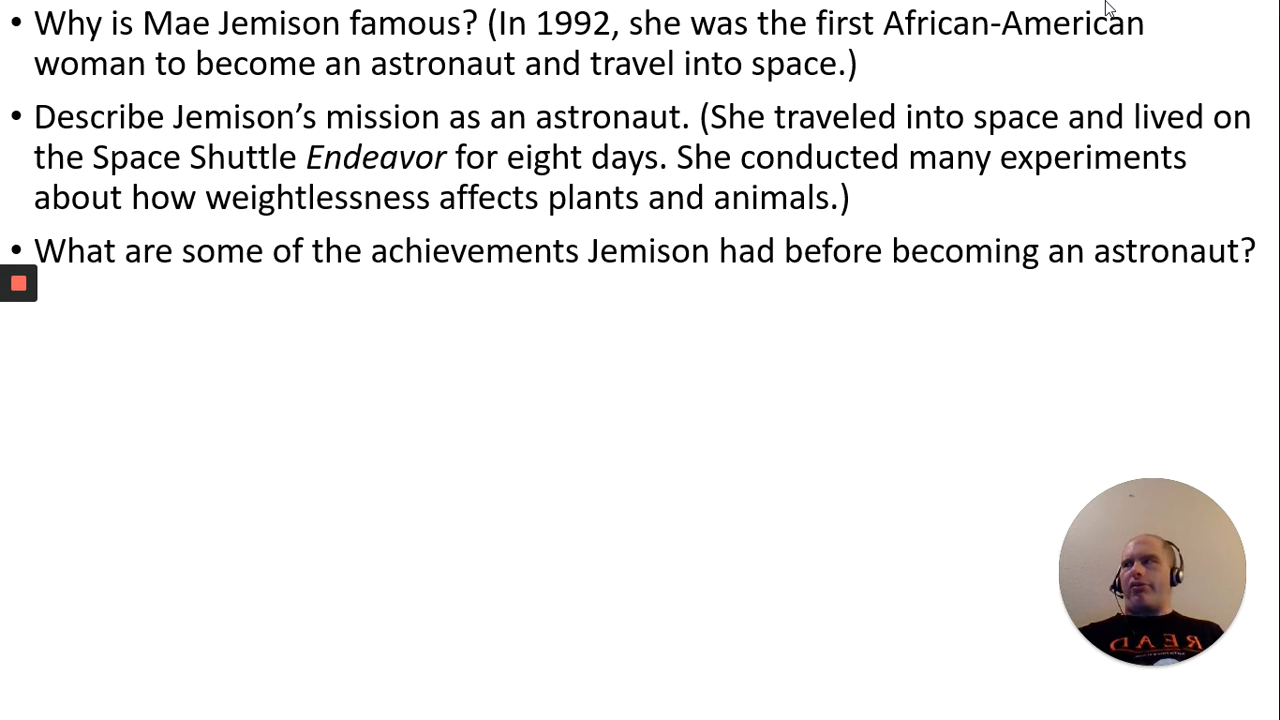 • Why is Mae Jemison famous? (In 1992, she was the first African-American
woman to become an astronaut and travel into space.)
• Describe Jemison’s mission as an astronaut. (She traveled into space and lived on
the Space Shuttle Endeavor for eight days. She conducted many experiments
about how weightlessness affects plants and animals.)
• What are some of the achievements Jemison had before becoming an astronaut?
READ